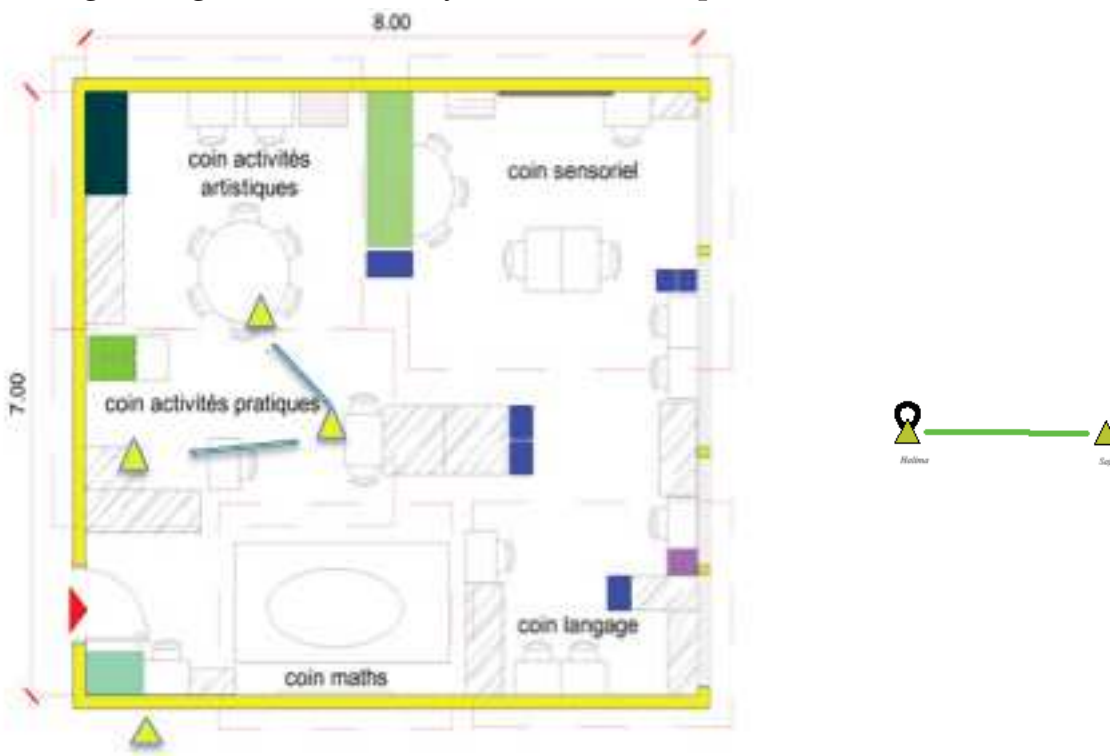 8.00
7.00
coin activités
artistiques
coin sensoriel
coin activités pratiques
coin langage
coin maths
Halima